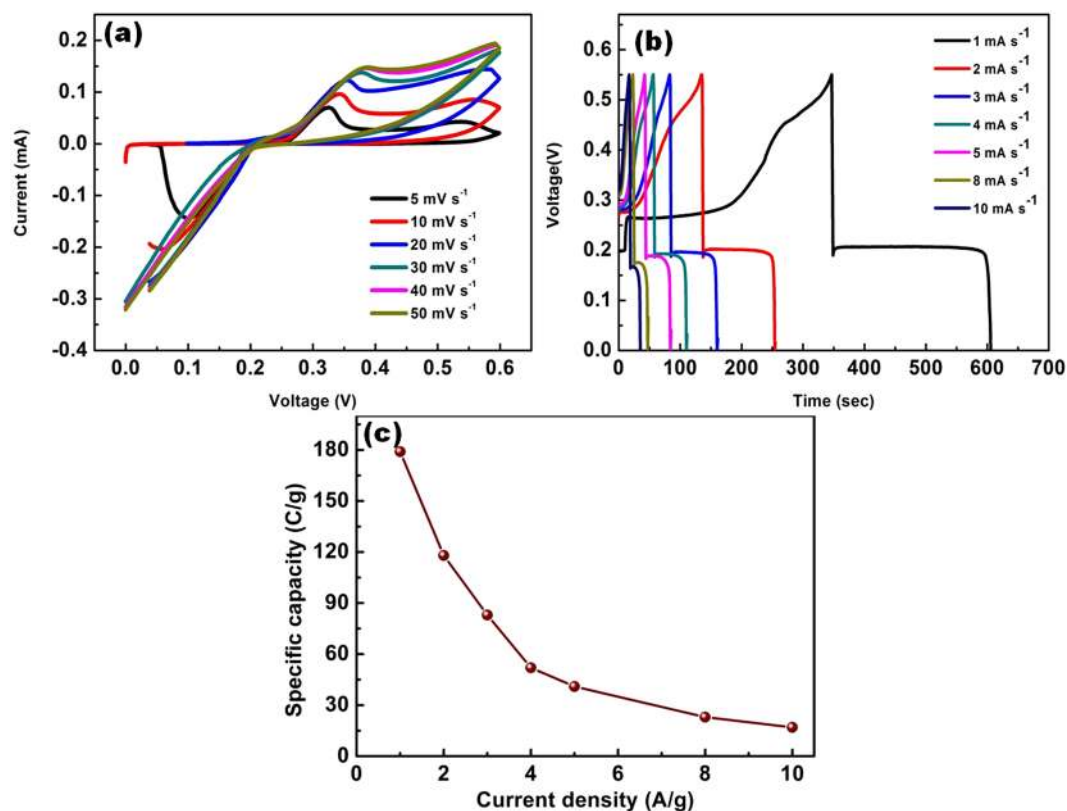 (a)
0.2
0.1
0.0
-0.1
-0.2
-0.3
-0.4
Current (mA)
5 mV s⁻¹
10 mV s⁻¹
20 mV s⁻¹
30 mV s⁻¹
40 mV s⁻¹
50 mV s⁻¹
0.0 0.1 0.2 0.3 0.4 0.5 0.6
Voltage (V)
(b)
0.6
0.5
0.4
0.3
0.2
0.1
0.0
Voltage(V)
1 mA s⁻¹
2 mA s⁻¹
3 mA s⁻¹
4 mA s⁻¹
5 mA s⁻¹
8 mA s⁻¹
10 mA s⁻¹
0 100 200 300 400 500 600 700
Time (sec)
(c)
180
150
120
90
60
30
0
Specific capacity (C/g)
0 2 4 6 8 10
Current density (A/g)